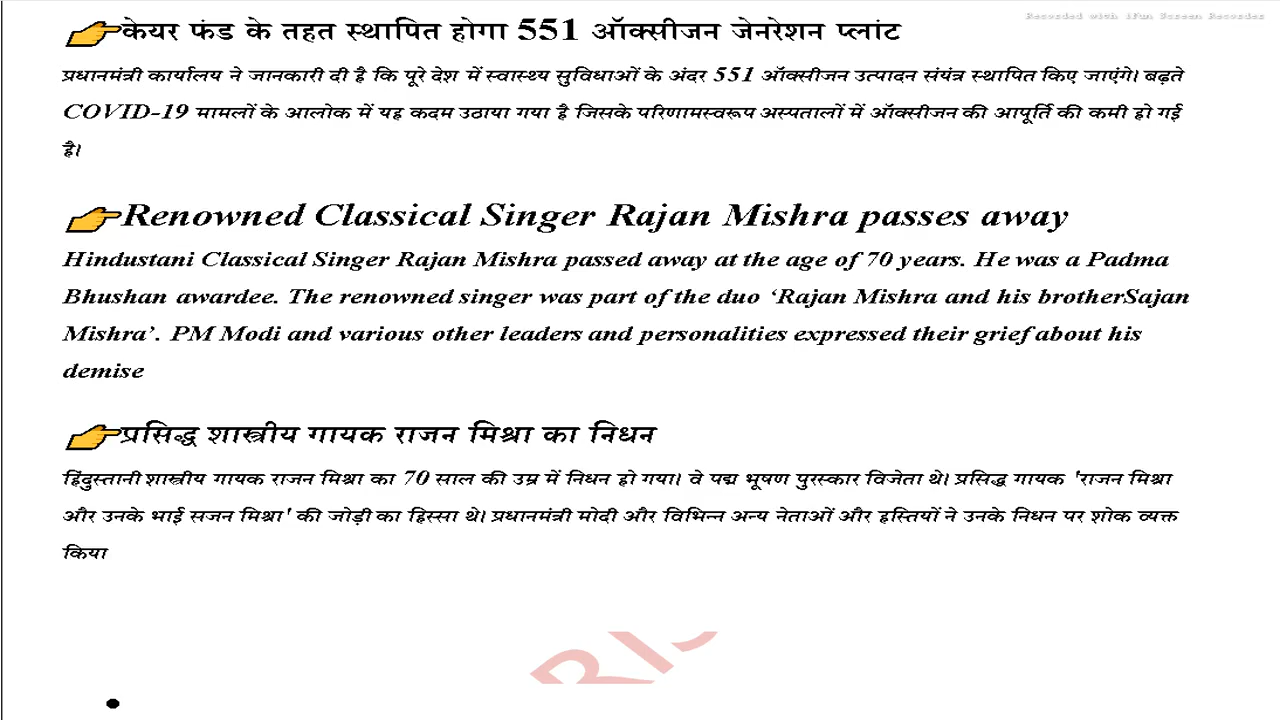 Recorded with iFun Screen Recorder
👉केयर फंड के तहत स्थापित होगा 551 ऑक्सीजन जेनरेशन प्लांट
प्रधानमंत्री कार्यालय ने जानकारी दी है कि पूरे देश में स्वास्थ्य सुविधाओं के अंदर 551 ऑक्सीजन उत्पादन संयंत्र स्थापित किए जाएंगे। बढ़ते
COVID-19 मामलों के आलोक में यह कदम उठाया गया है जिसके परिणामस्वरूप अस्पतालों में ऑक्सीजन की आपूर्ति की कमी हो गई
है।
👉Renowned Classical Singer Rajan Mishra passes away
Hindustani Classical Singer Rajan Mishra passed away at the age of 70 years. He was a Padma
Bhushan awardee. The renowned singer was part of the duo ‘Rajan Mishra and his brotherSajan
Mishra’. PM Modi and various other leaders and personalities expressed their grief about his
demise
👉प्रसिद्ध शास्त्रीय गायक राजन मिश्रा का निधन
हिंदुस्तानी शास्त्रीय गायक राजन मिश्रा का 70 साल की उम्र में निधन हो गया। वे पद्म भूषण पुरस्कार विजेता थे। प्रसिद्ध गायक 'राजन मिश्रा
और उनके भाई सजन मिश्रा' की जोड़ी का हिस्सा थे। प्रधानमंत्री मोदी और विभिन्न अन्य नेताओं और हस्तियों ने उनके निधन पर शोक व्यक्त
किया